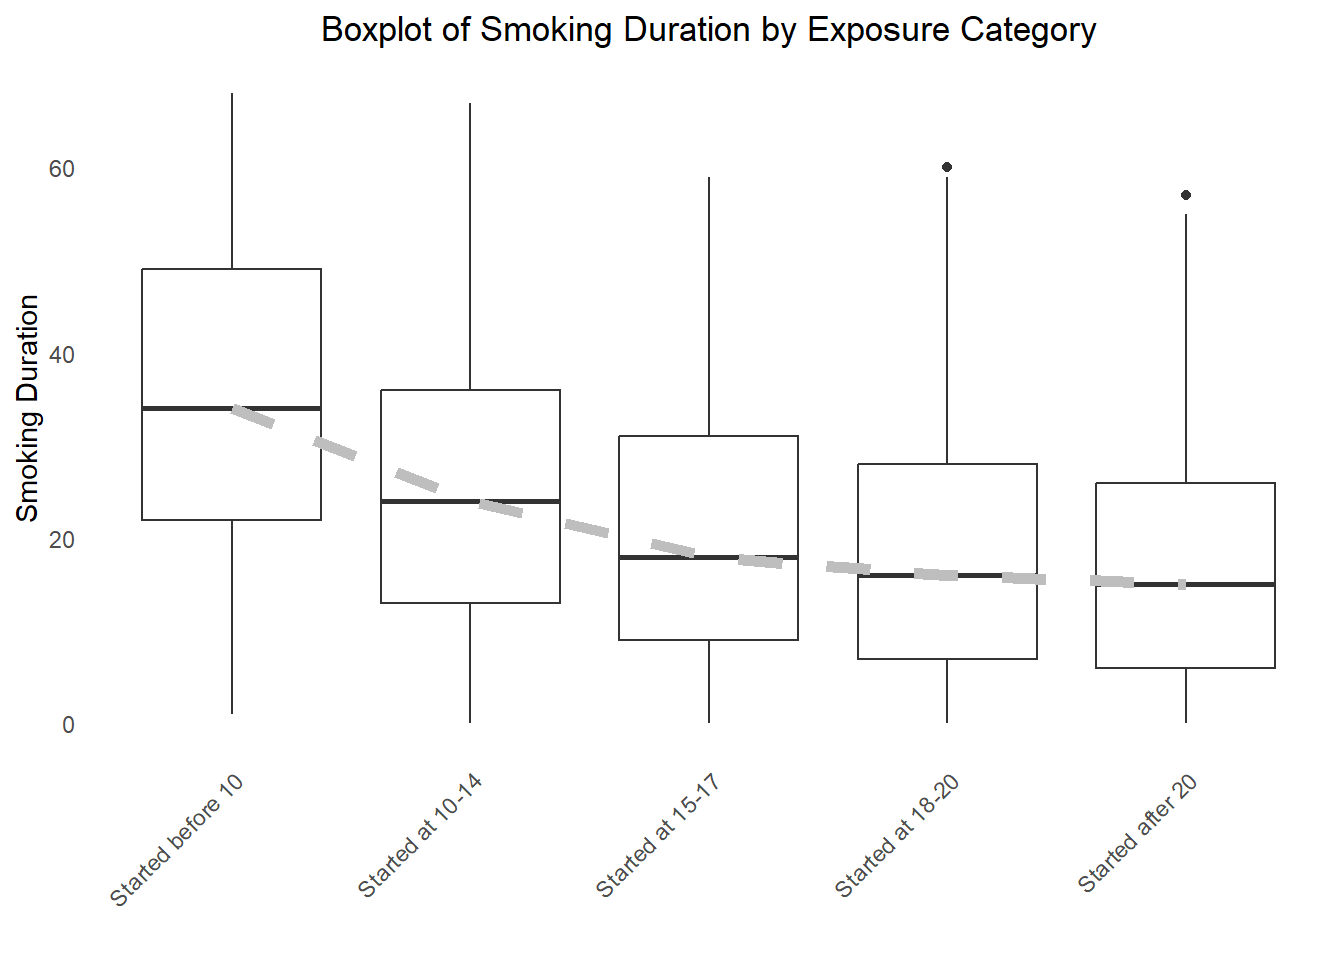 Boxplot of Smoking Duration by Exposure Category
Smoking Duration
60
40
20
0
Started before 10
Started at 10-14
Started at 15-17
Started at 18-20
Started after 20